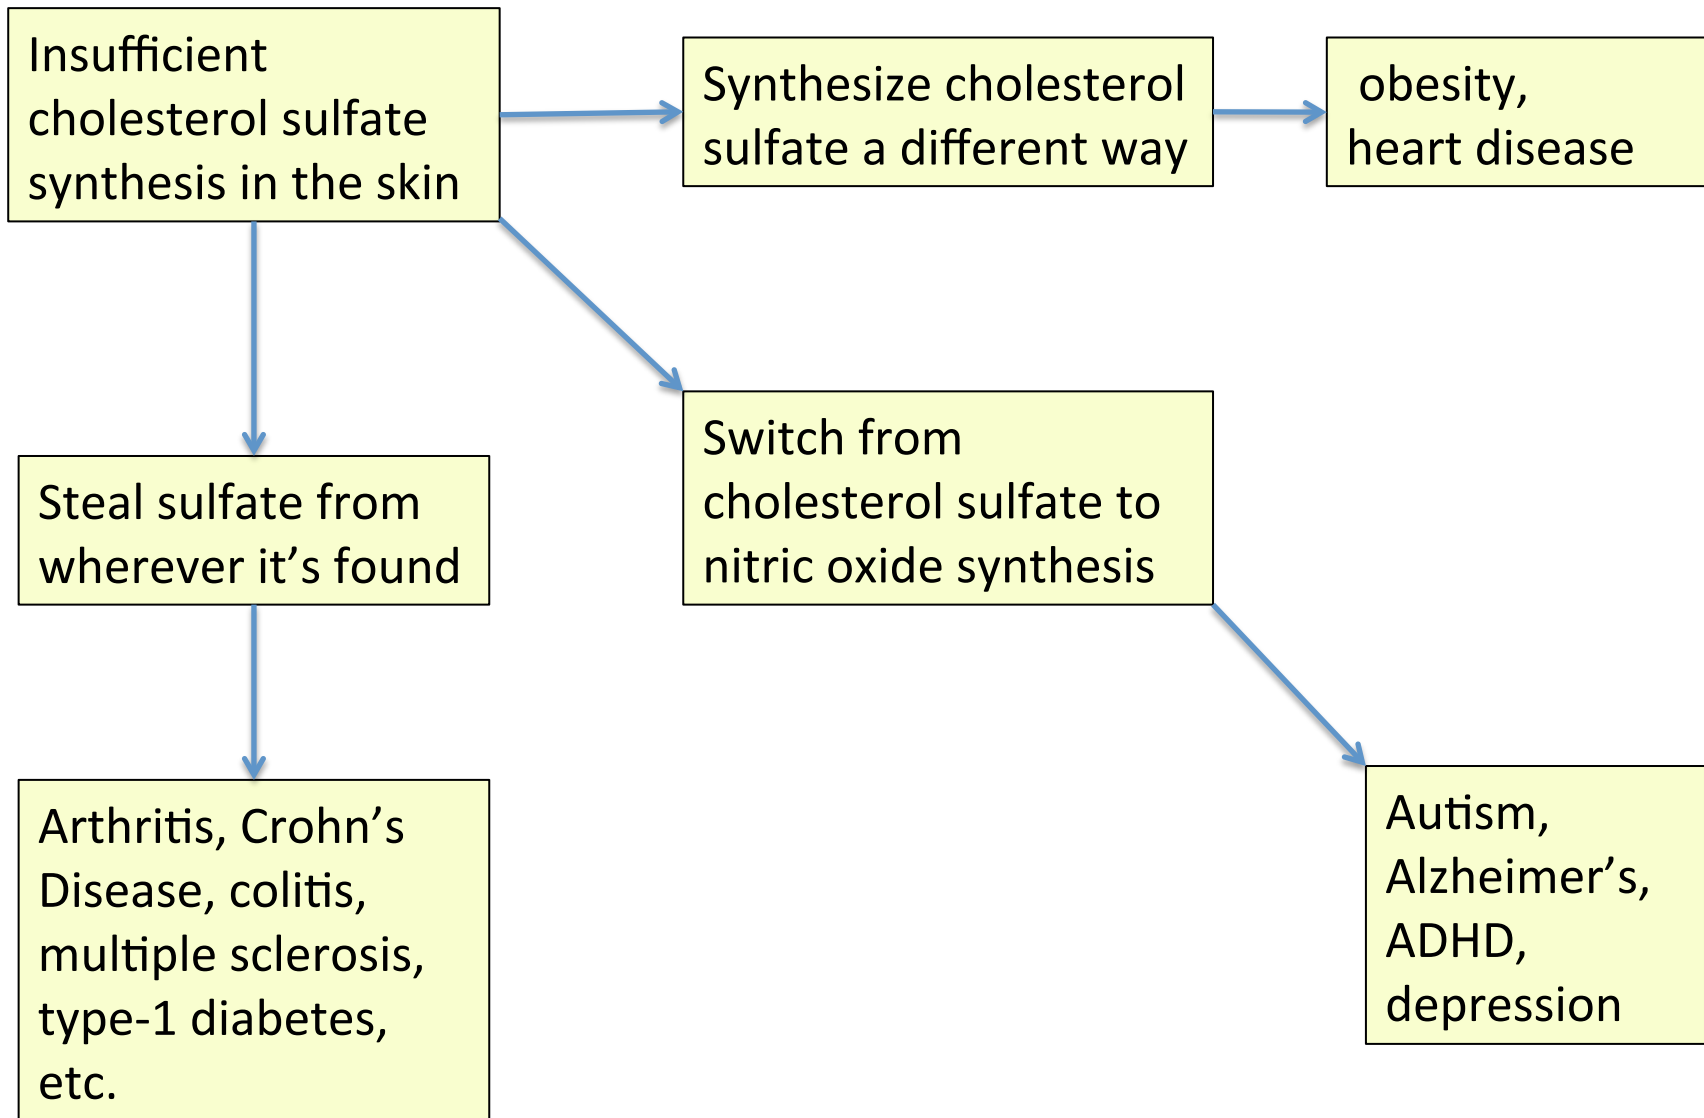 Insufficient
cholesterol sulfate
synthesis in the skin
Synthesize cholesterol
sulfate a different way
obesity,
heart disease
Steal sulfate from
wherever it’s found
Switch from
cholesterol sulfate to
nitric oxide synthesis
Arthritis, Crohn’s
Disease, colitis,
multiple sclerosis,
type-1 diabetes,
etc.
Autism,
Alzheimer’s,
ADHD,
depression